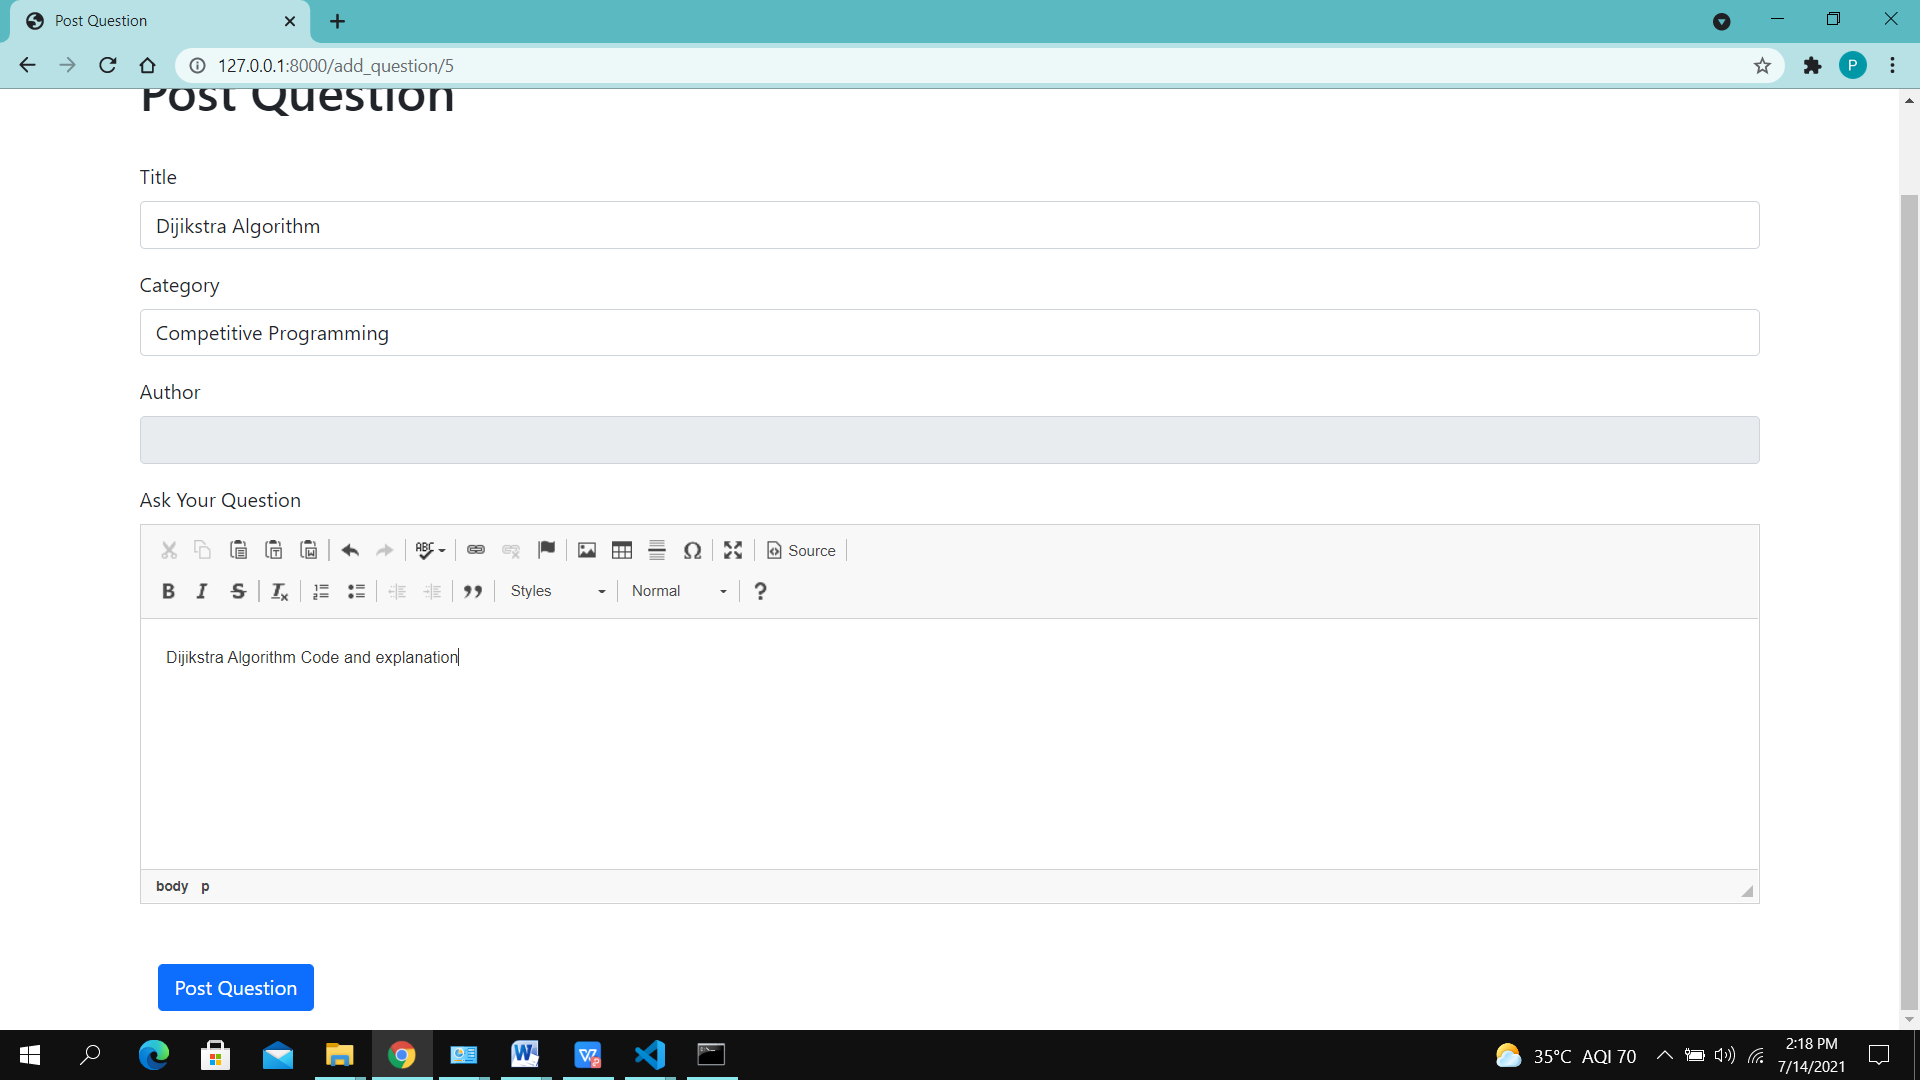 Post Question
127.0.0.1:8000/add_question/5
P
Post Question
Title
Dijikstra Algorithm
Category
Competitive Programming
Author
Ask Your Question
ABC
Source
B I S
Styles
Normal
?
Dijikstra Algorithm Code and explanation
body p
Post Question
35°C AQI 70
2:18 PM
7/14/2021